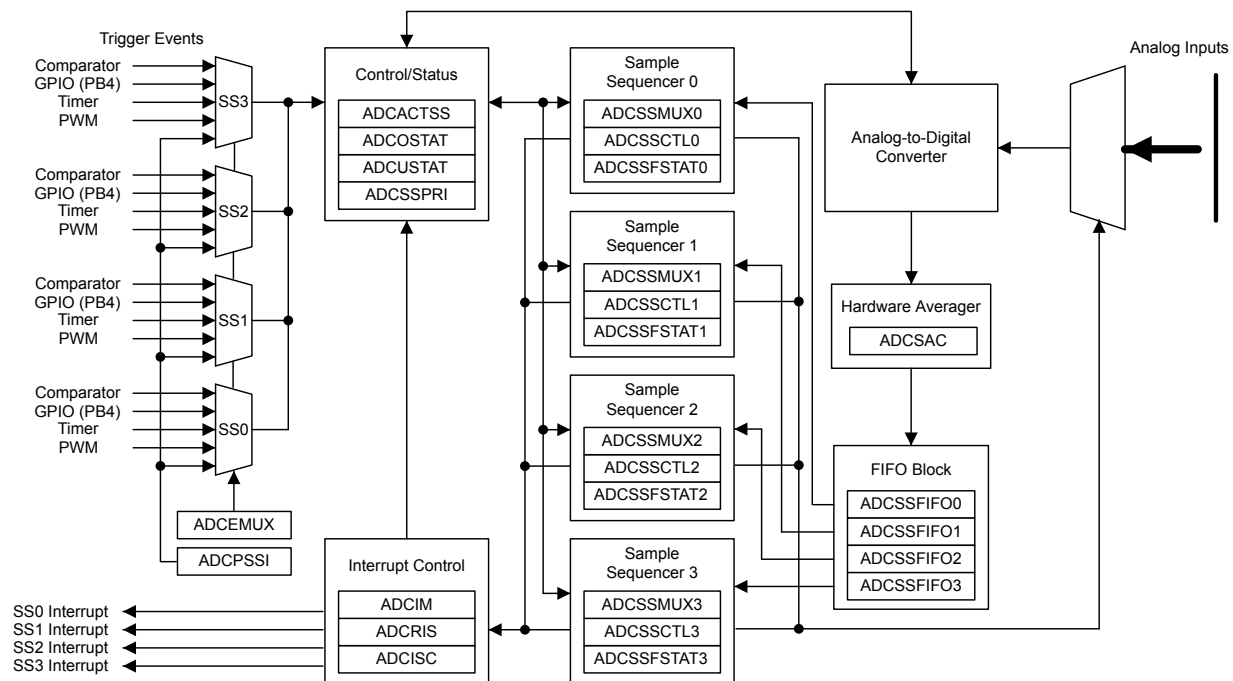 Trigger Events
Comparator
GPIO (PB4)
Timer
PWM
SS3
Comparator
GPIO (PB4)
Timer
PWM
SS2
Comparator
GPIO (PB4)
Timer
PWM
SS1
Comparator
GPIO (PB4)
Timer
PWM
SS0
ADCEMUX
ADCPSSI
SS0 Interrupt
SS1 Interrupt
SS2 Interrupt
SS3 Interrupt
Control/Status
ADCACTSS
ADCOSTAT
ADCUSTAT
ADCSSPRI
Interrupt Control
ADCIM
ADCRIS
ADCISC
Sample
Sequencer 0
ADCSSMUX0
ADCSSCTL0
ADCSSFSTAT0
Sample
Sequencer 1
ADCSSMUX1
ADCSSCTL1
ADCSSFSTAT1
Sample
Sequencer 2
ADCSSMUX2
ADCSSCTL2
ADCSSFSTAT2
Sample
Sequencer 3
ADCSSMUX3
ADCSSCTL3
ADCSSFSTAT3
Analog-to-Digital
Converter
Hardware Averager
ADCSAC
FIFO Block
ADCSSFIFO0
ADCSSFIFO1
ADCSSFIFO2
ADCSSFIFO3
Analog Inputs